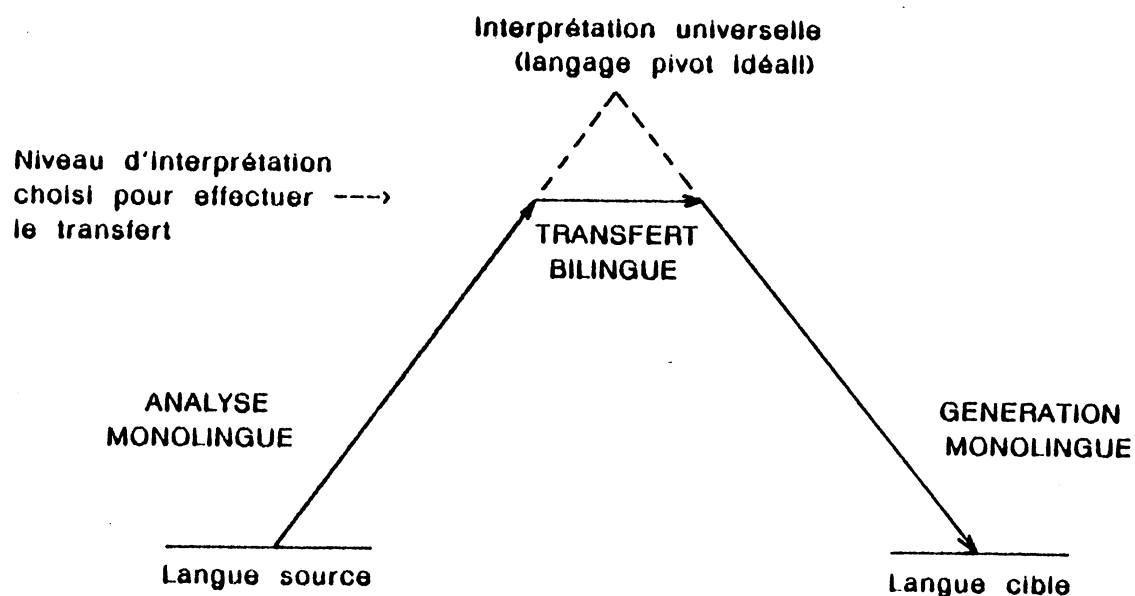 Interprétation universelle
(langage pivot idéal)
Niveau d'interprétation
choisi pour effectuer --->
le transfert
TRANSFERT
BILINGUE
ANALYSE
MONOLINGUE
GENERATION
MONOLINGUE
Langue source
Langue cible